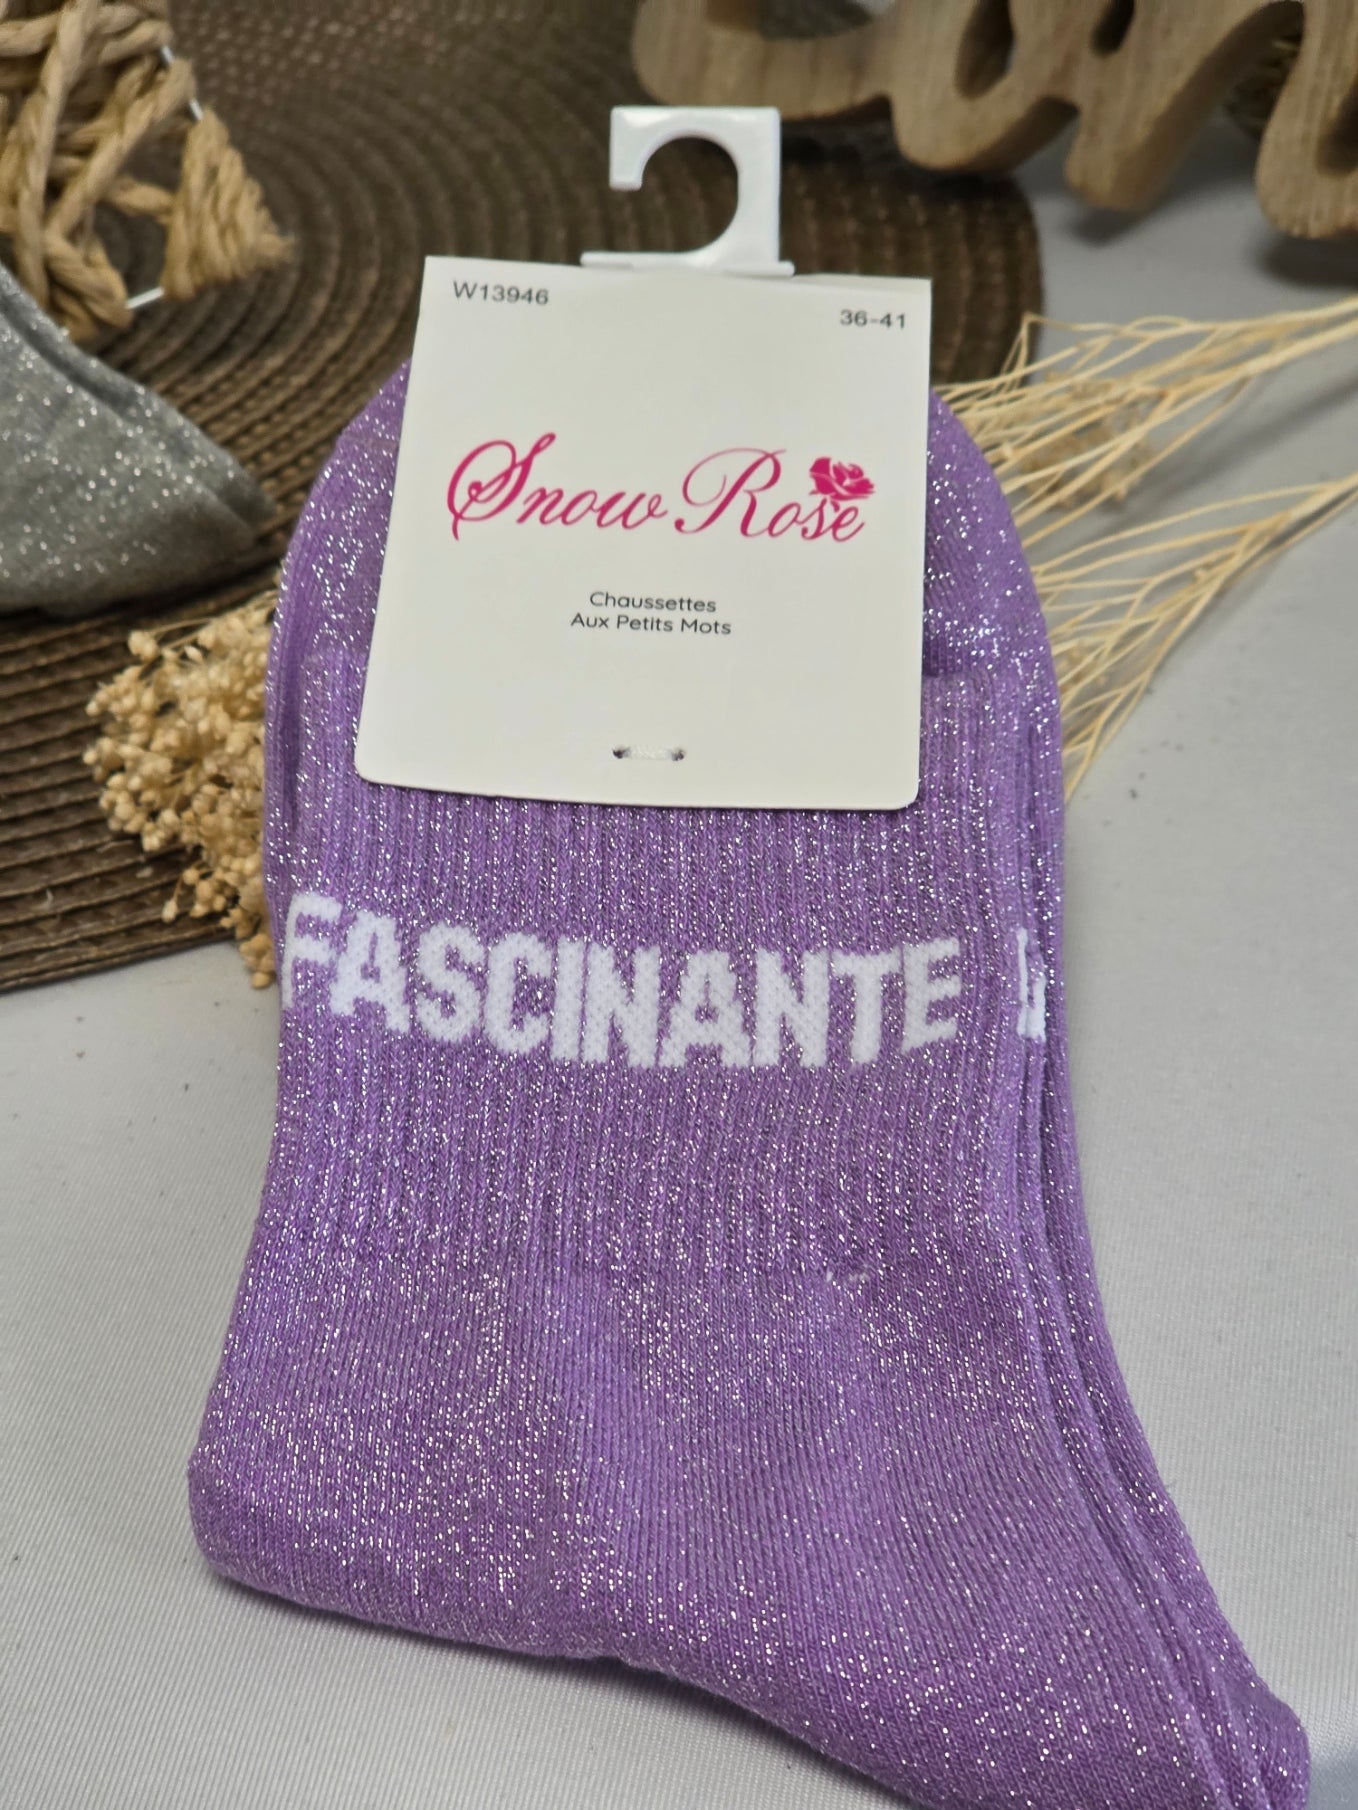 W13946
36-41
Snow Rose
Chaussettes
Aux Petits Mots
FASCINANTE